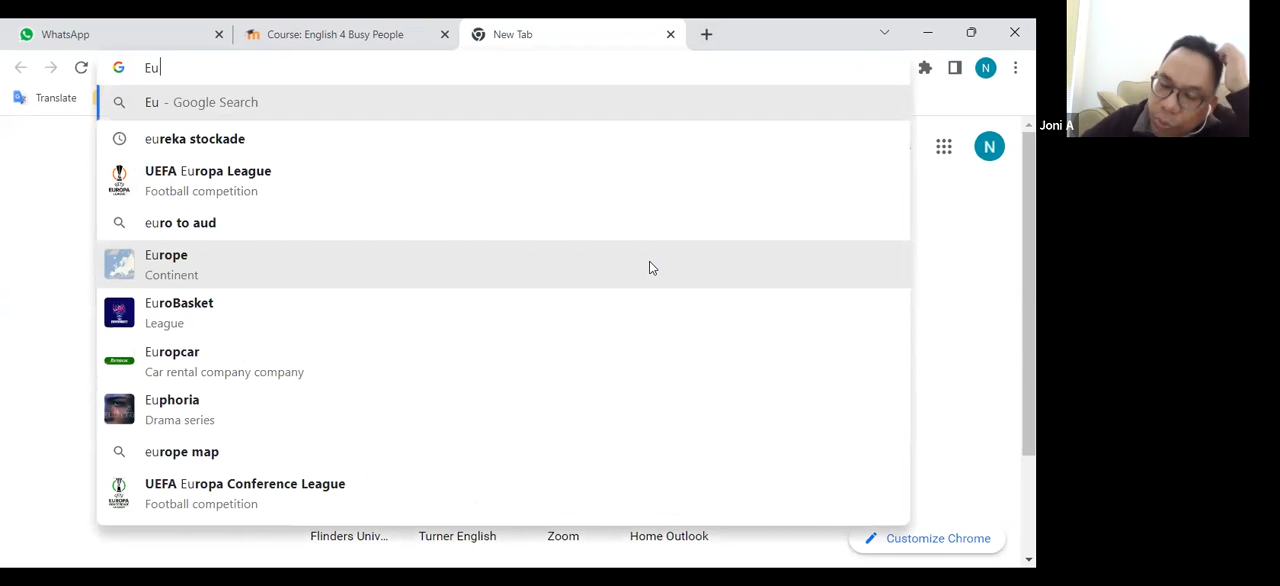 WhatsApp
Course: English 4 Busy People
New Tab
Eu
N
Translate
Eu - Google Search
eureka stockade
UEFA Europa League
Football competition
euro to aud
Europe
Continent
EuroBasket
League
Europcar
Car rental company company
Euphoria
Drama series
europe map
UEFA Europa Conference League
Football competition
N
Flinders Univ... Turner English Zoom Home Outlook
Customize Chrome
Joni A